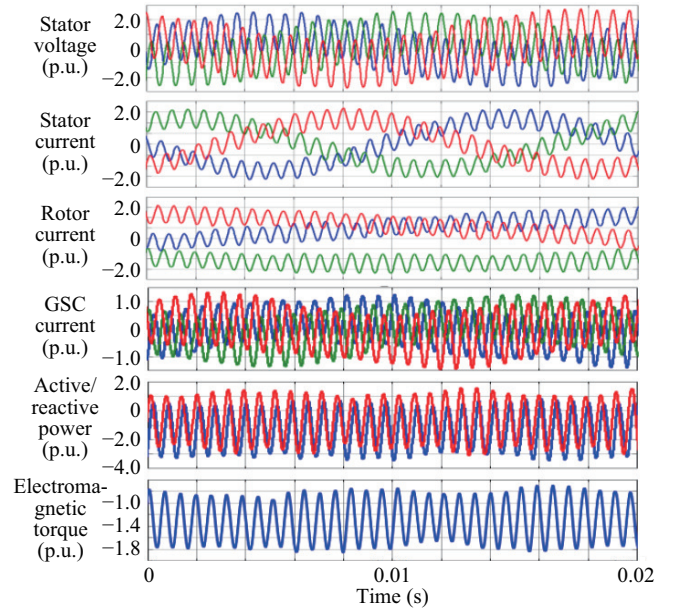 Stator
voltage
(p.u.)
2.0
0
−2.0
Stator
current
(p.u.)
2.0
0
−2.0
Rotor
current
(p.u.)
2.0
0
−2.0
GSC
current
(p.u.)
1.0
0
−1.0
Active/
reactive
power
(p.u.)
2.0
0
−2.0
−4.0
Electroma-
gnetic
torque
(p.u.)
−1.0
−1.4
−1.8
0 0.01 0.02
Time (s)